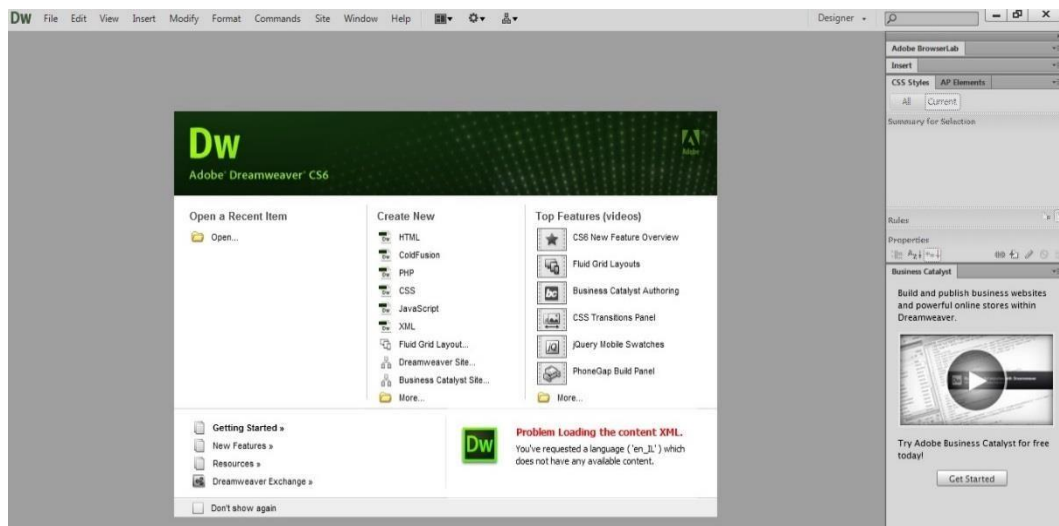 DW File Edit View Insert Modify Format Commands Site Window Help
Designer
Adobe BrowserLab
Insert
CSS Styles AP Elements
All Current
Summary for Selection
Rules
Properties
Business Catalyst
Build and publish business websites
and powerful online stores within
Dreamweaver.
Try Adobe Business Catalyst for free
today!
Get Started
Dw
Adobe Dreamweaver CS6
Adobe
Open a Recent Item
Open...
Create New
HTML
ColdFusion
PHP
CSS
JavaScript
XML
Fluid Grid Layout...
Dreamweaver Site...
Business Catalyst Site...
More...
Top Features (videos)
CS6 New Feature Overview
Fluid Grid Layouts
Business Catalyst Authoring
CSS Transitions Panel
jQuery Mobile Swatches
PhoneGap Build Panel
More...
Getting Started »
New Features »
Resources »
Dreamweaver Exchange »
Dw
Problem Loading the content XML.
You've requested a language ('en_IL') which
does not have any available content.
Don't show again